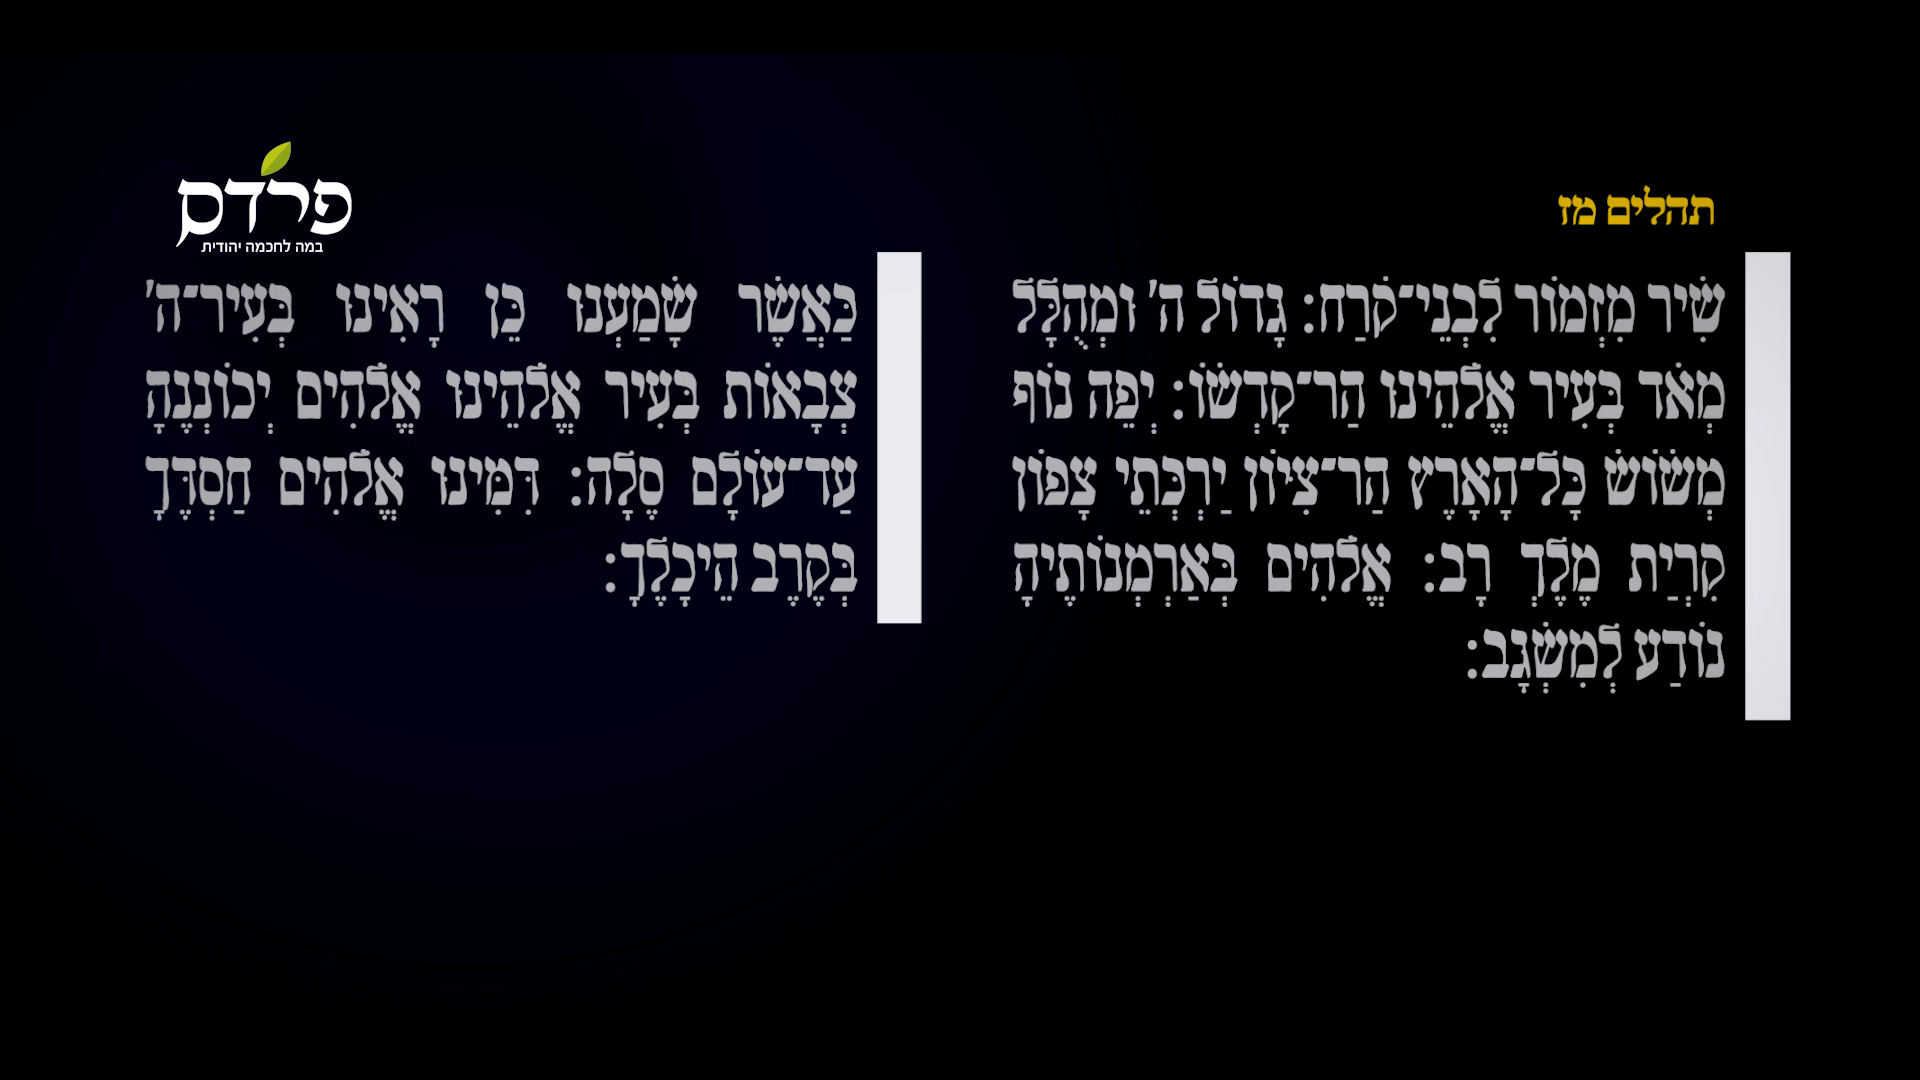 פרדס
במה לחכמה יהודית
תהלים מז
שִׁיר מִזְמוֹר לִבְנֵי־קֹרַח: גָּדוֹל ה' וּמְהֻלָּל
מְאֹד בְּעִיר אֱלֹהֵינוּ הַר־קָדְשׁוֹ: יְפֵה נוֹף
מְשׂוֹשׂ כָּל־הָאָרֶץ הַר־צִיּוֹן יַרְכְּתֵי צָפוֹן
קִרְיַת מֶלֶךְ רָב: אֱלֹהִים בְּאַרְמְנוֹתֶיהָ
נוֹדַע לְמִשְׂגָּב:
כַּאֲשֶׁר שָׁמַעְנוּ כֵּן רָאִינוּ בְּעִיר־ה'
צְבָאוֹת בְּעִיר אֱלֹהֵינוּ אֱלֹהִים יְכוֹנְנֶהָ
עַד־עוֹלָם סֶלָה: דִּמִּינוּ אֱלֹהִים חַסְדֶּךָ
בְּקֶרֶב הֵיכָלֶךָ: